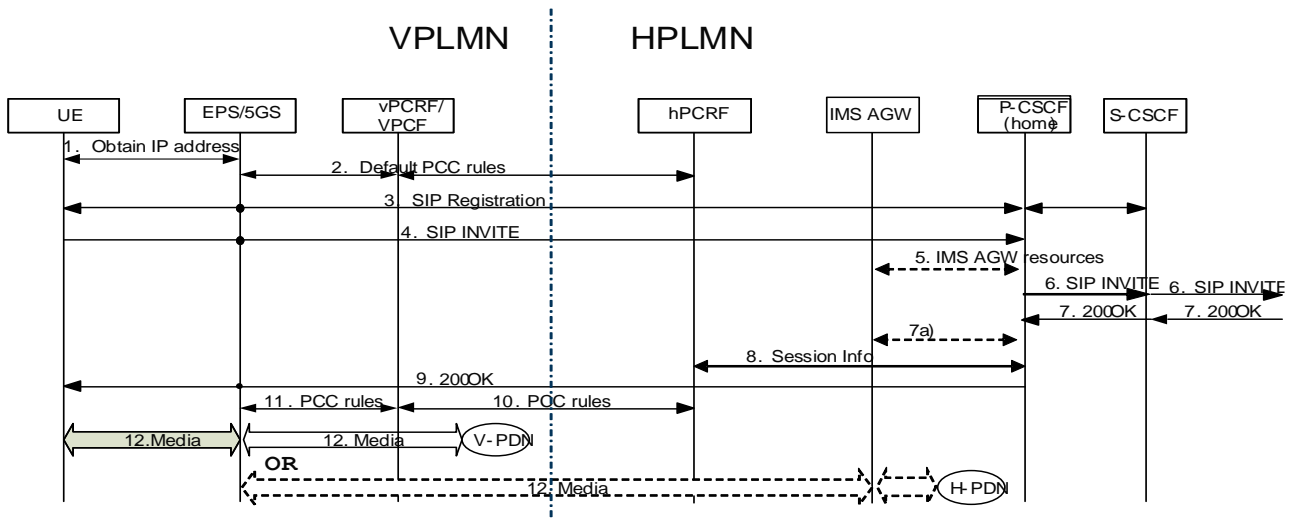 VPLMN HPLMN
UE
EPS/5GS
vPCRF/
VPCF
hPCRF
IMS AGW
P-CSCF
(home)
S-CSCF
1. Obtain IP address
2. Default PCC rules
3. SIP Registration
4. SIP INVITE
5. IMS AGW resources
6. SIP INVITE
6. SIP INVITE
7. 200OK
7. 200OK
7a)
8. Session Info
9. 200OK
11. PCC rules
10. PCC rules
12.Media
12. Media
V-PDN
OR
12. Media
H-PDN